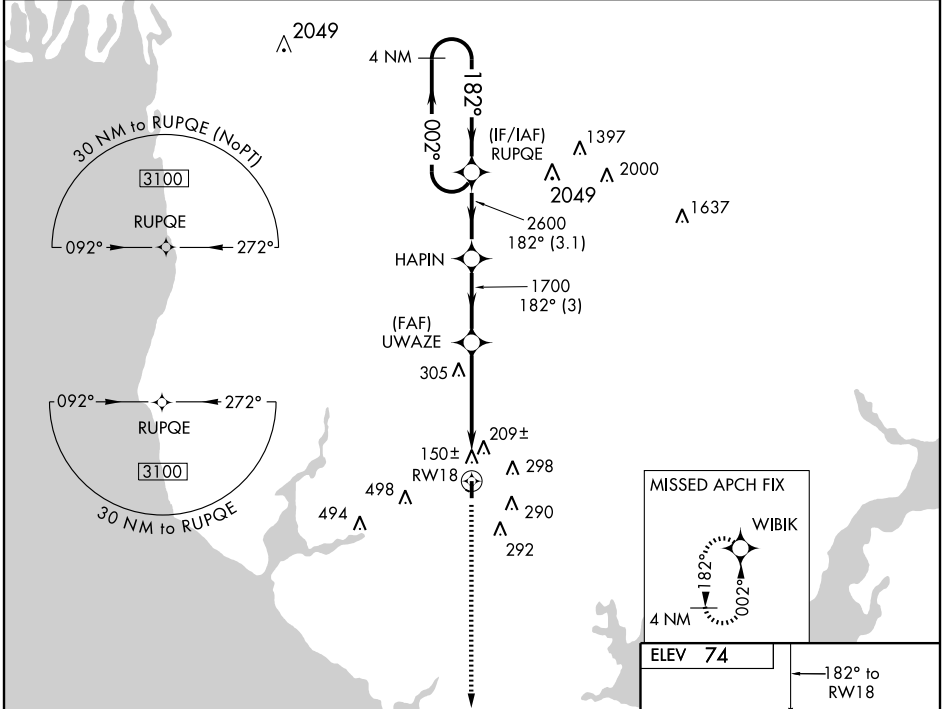 2049
4 NM
182°
002°
(IF/IAF)
RUPQE
1397
2000
2049
1637
30 NM to RUPQE (NoPT)
3100
RUPQE
092°
272°
2600
182° (3.1)
HAPIN
1700
182° (3)
(FAF)
UWAZE
305
092°
272°
RUPQE
3100
30 NM to RUPQE
209±
150±
RW18
298
498
494
290
292
MISSED APCH FIX
WIBIK
182°
002°
4 NM
ELEV 74
182° to
RW18